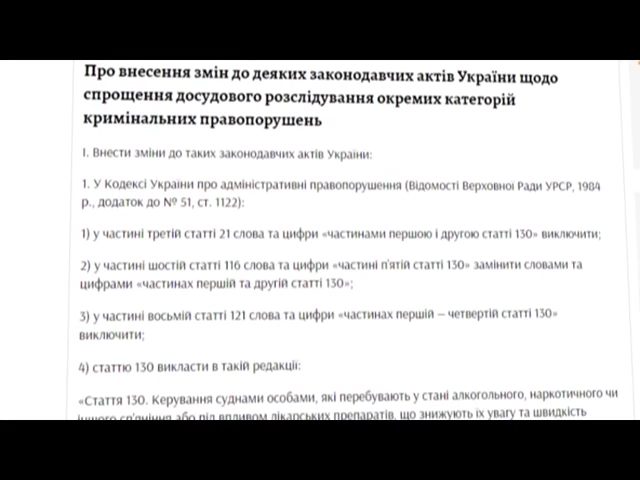 Про внесення змін до деяких законодавчих актів України щодо
спрощення досудового розслідування окремих категорій
кримінальних правопорушень
І. Внести зміни до таких законодавчих актів України:
1. У Кодексі України про адміністративні правопорушення (Відомості Верховної Ради УРСР, 1984
р., додаток до № 51, ст. 1122):
1) у частині третій статті 21 слова та цифри «частинами першою і другою статті 130» виключити;
2) у частині шостій статті 116 слова та цифри «частині п'ятій статті 130» замінити словами та
цифрами «частинах першій та другій статті 130»;
3) у частині восьмій статті 121 слова та цифри «частинах першій – четвертій статті 130»
виключити;
4) статтю 130 викласти в такій редакції:
«Стаття 130. Керування суднами особами, які перебувають у стані алкогольного, наркотичного чи
іншого сп'яніння або під впливом лікарських препаратів, що знижують їх увагу та швидкість